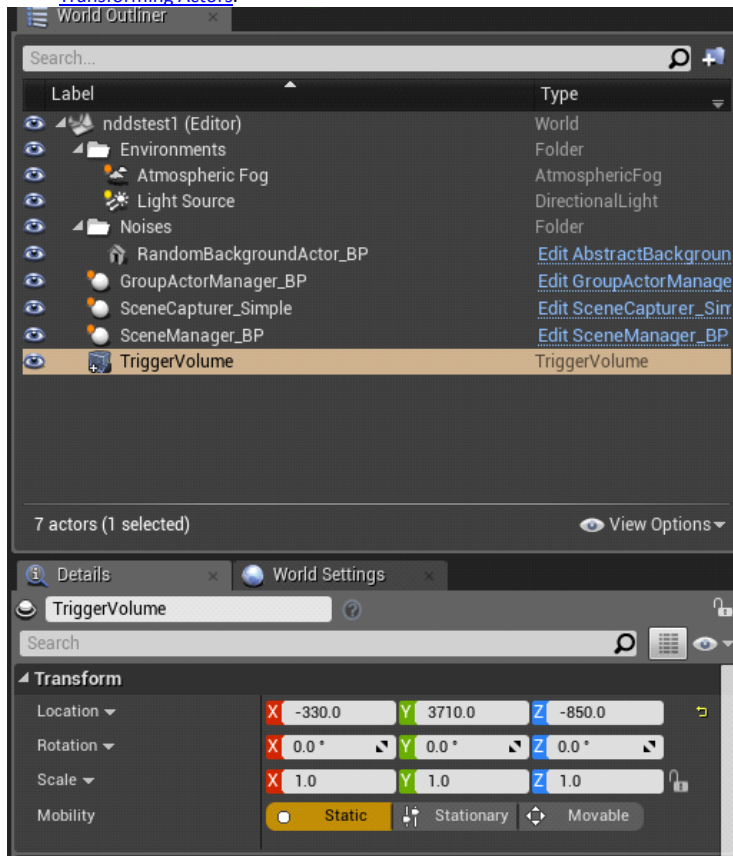 Transforming Actors.
World Outliner
Search...
Label Type
nddstest1 (Editor) World
Environments Folder
Atmospheric Fog AtmosphericFog
Light Source DirectionalLight
Noises Folder
RandomBackgroundActor_BP Edit AbstractBackgroun
GroupActorManager_BP Edit GroupActorManage
SceneCapturer_Simple Edit SceneCapturer_Sim
SceneManager_BP Edit SceneManager_BP
TriggerVolume TriggerVolume
7 actors (1 selected) View Options
Details World Settings
TriggerVolume
Search
Transform
Location X -330.0 Y 3710.0 Z -850.0
Rotation X 0.0 ° Y 0.0 ° Z 0.0 °
Scale X 1.0 Y 1.0 Z 1.0
Mobility Static Stationary Movable